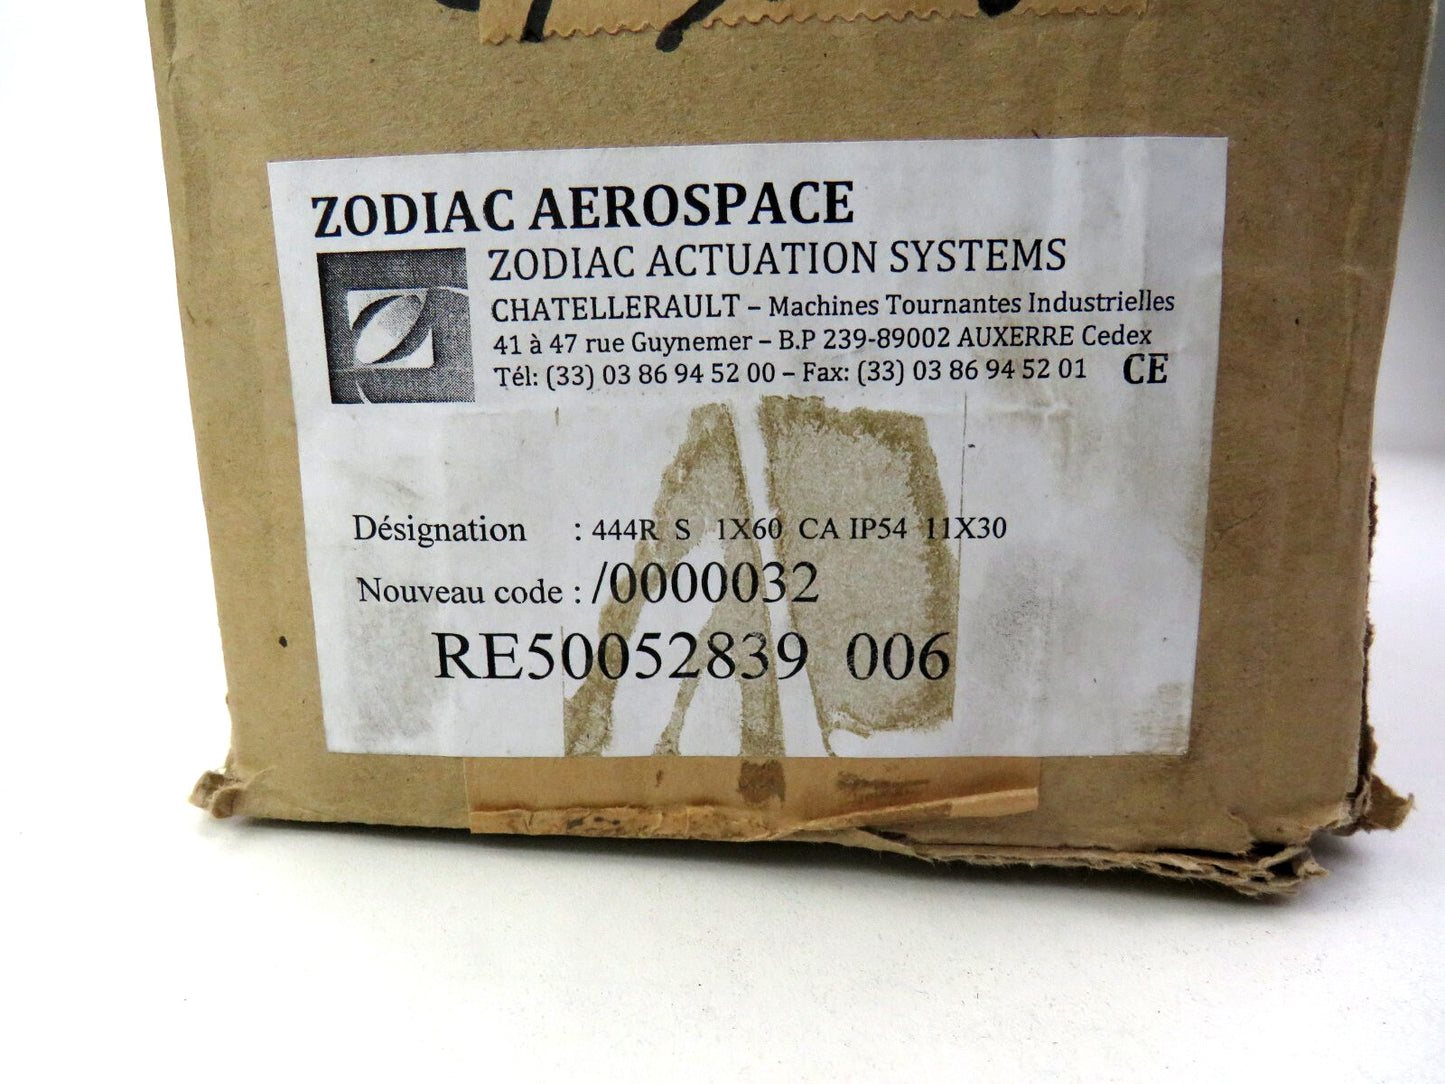 ZODIAC AEROSPACE
ZODIAC ACTUATION SYSTEMS
CHATELLERAULT – Machines Tournantes Industrielles
41 à 47 rue Guynemer – B.P 239-89002 AUXERRE Cedex
Tél: (33) 03 86 94 52 00 – Fax: (33) 03 86 94 52 01 CE
Désignation : 444R S 1X60 CA IP54 11X30
Nouveau code : /0000032
RE50052839 006